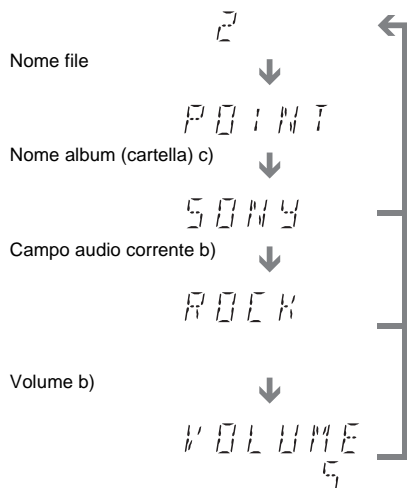 2
Nome file
POINT
Nome album (cartella) c)
SONY
Campo audio corrente b)
ROCK
Volume b)
VOLUME
5